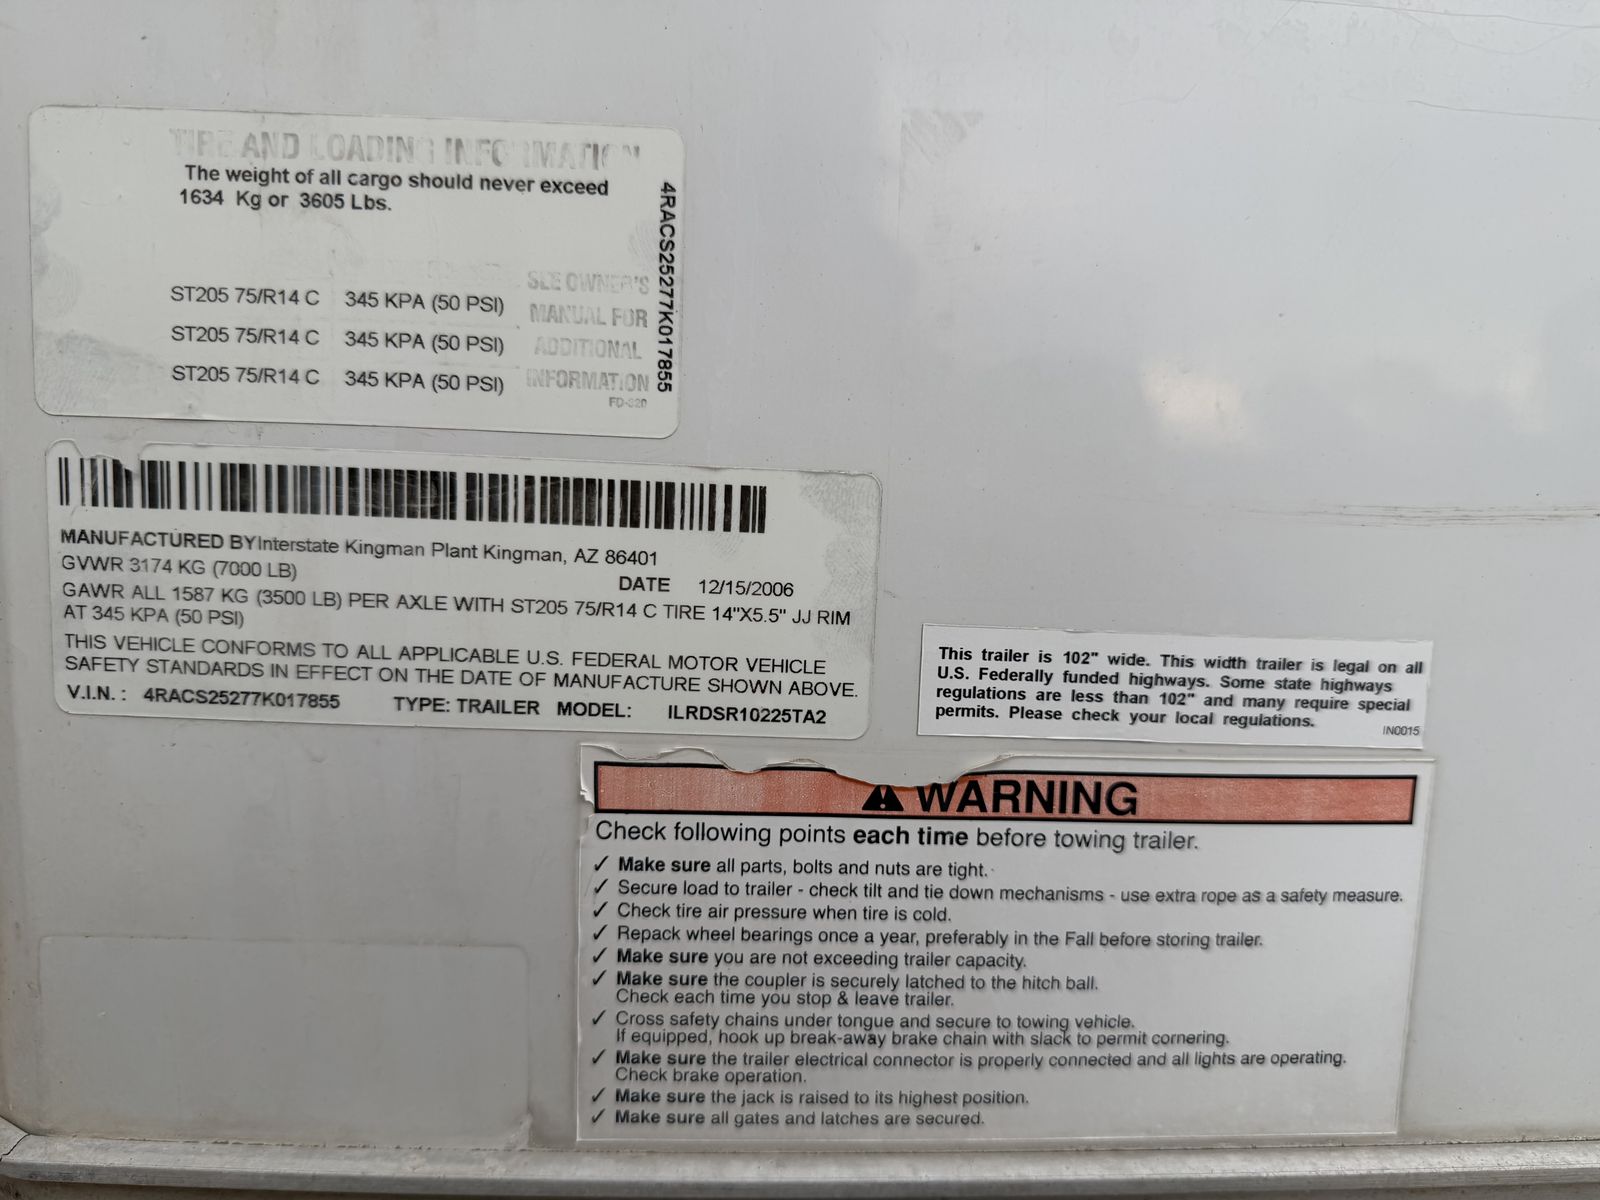 TIRE AND LOADING INFORMATION
The weight of all cargo should never exceed
1634 Kg or 3605 Lbs.
ST205 75/R14 C 345 KPA (50 PSI)
ST205 75/R14 C 345 KPA (50 PSI)
ST205 75/R14 C 345 KPA (50 PSI)
SEE OWNER'S
MANUAL FOR
ADDITIONAL
INFORMATION
FD-320
4RACS25277K017855
MANUFACTURED BY Interstate Kingman Plant Kingman, AZ 86401
GVWR 3174 KG (7000 LB)
DATE 12/15/2006
GAWR ALL 1587 KG (3500 LB) PER AXLE WITH ST205 75/R14 C TIRE 14"X5.5" JJ RIM
AT 345 KPA (50 PSI)
THIS VEHICLE CONFORMS TO ALL APPLICABLE U.S. FEDERAL MOTOR VEHICLE
SAFETY STANDARDS IN EFFECT ON THE DATE OF MANUFACTURE SHOWN ABOVE.
V.I.N. : 4RACS25277K017855 TYPE: TRAILER MODEL: ILRDSR10225TA2
This trailer is 102" wide. This width trailer is legal on all
U.S. Federally funded highways. Some state highways
regulations are less than 102" and many require special
permits. Please check your local regulations.
IN0015
WARNING
Check following points each time before towing trailer.
✓ Make sure all parts, bolts and nuts are tight.
✓ Secure load to trailer - check tilt and tie down mechanisms - use extra rope as a safety measure.
✓ Check tire air pressure when tire is cold.
✓ Repack wheel bearings once a year, preferably in the Fall before storing trailer.
✓ Make sure you are not exceeding trailer capacity.
✓ Make sure the coupler is securely latched to the hitch ball.
Check each time you stop & leave trailer.
✓ Cross safety chains under tongue and secure to towing vehicle.
If equipped, hook up break-away brake chain with slack to permit cornering.
✓ Make sure the trailer electrical connector is properly connected and all lights are operating.
Check brake operation.
✓ Make sure the jack is raised to its highest position.
✓ Make sure all gates and latches are secured.